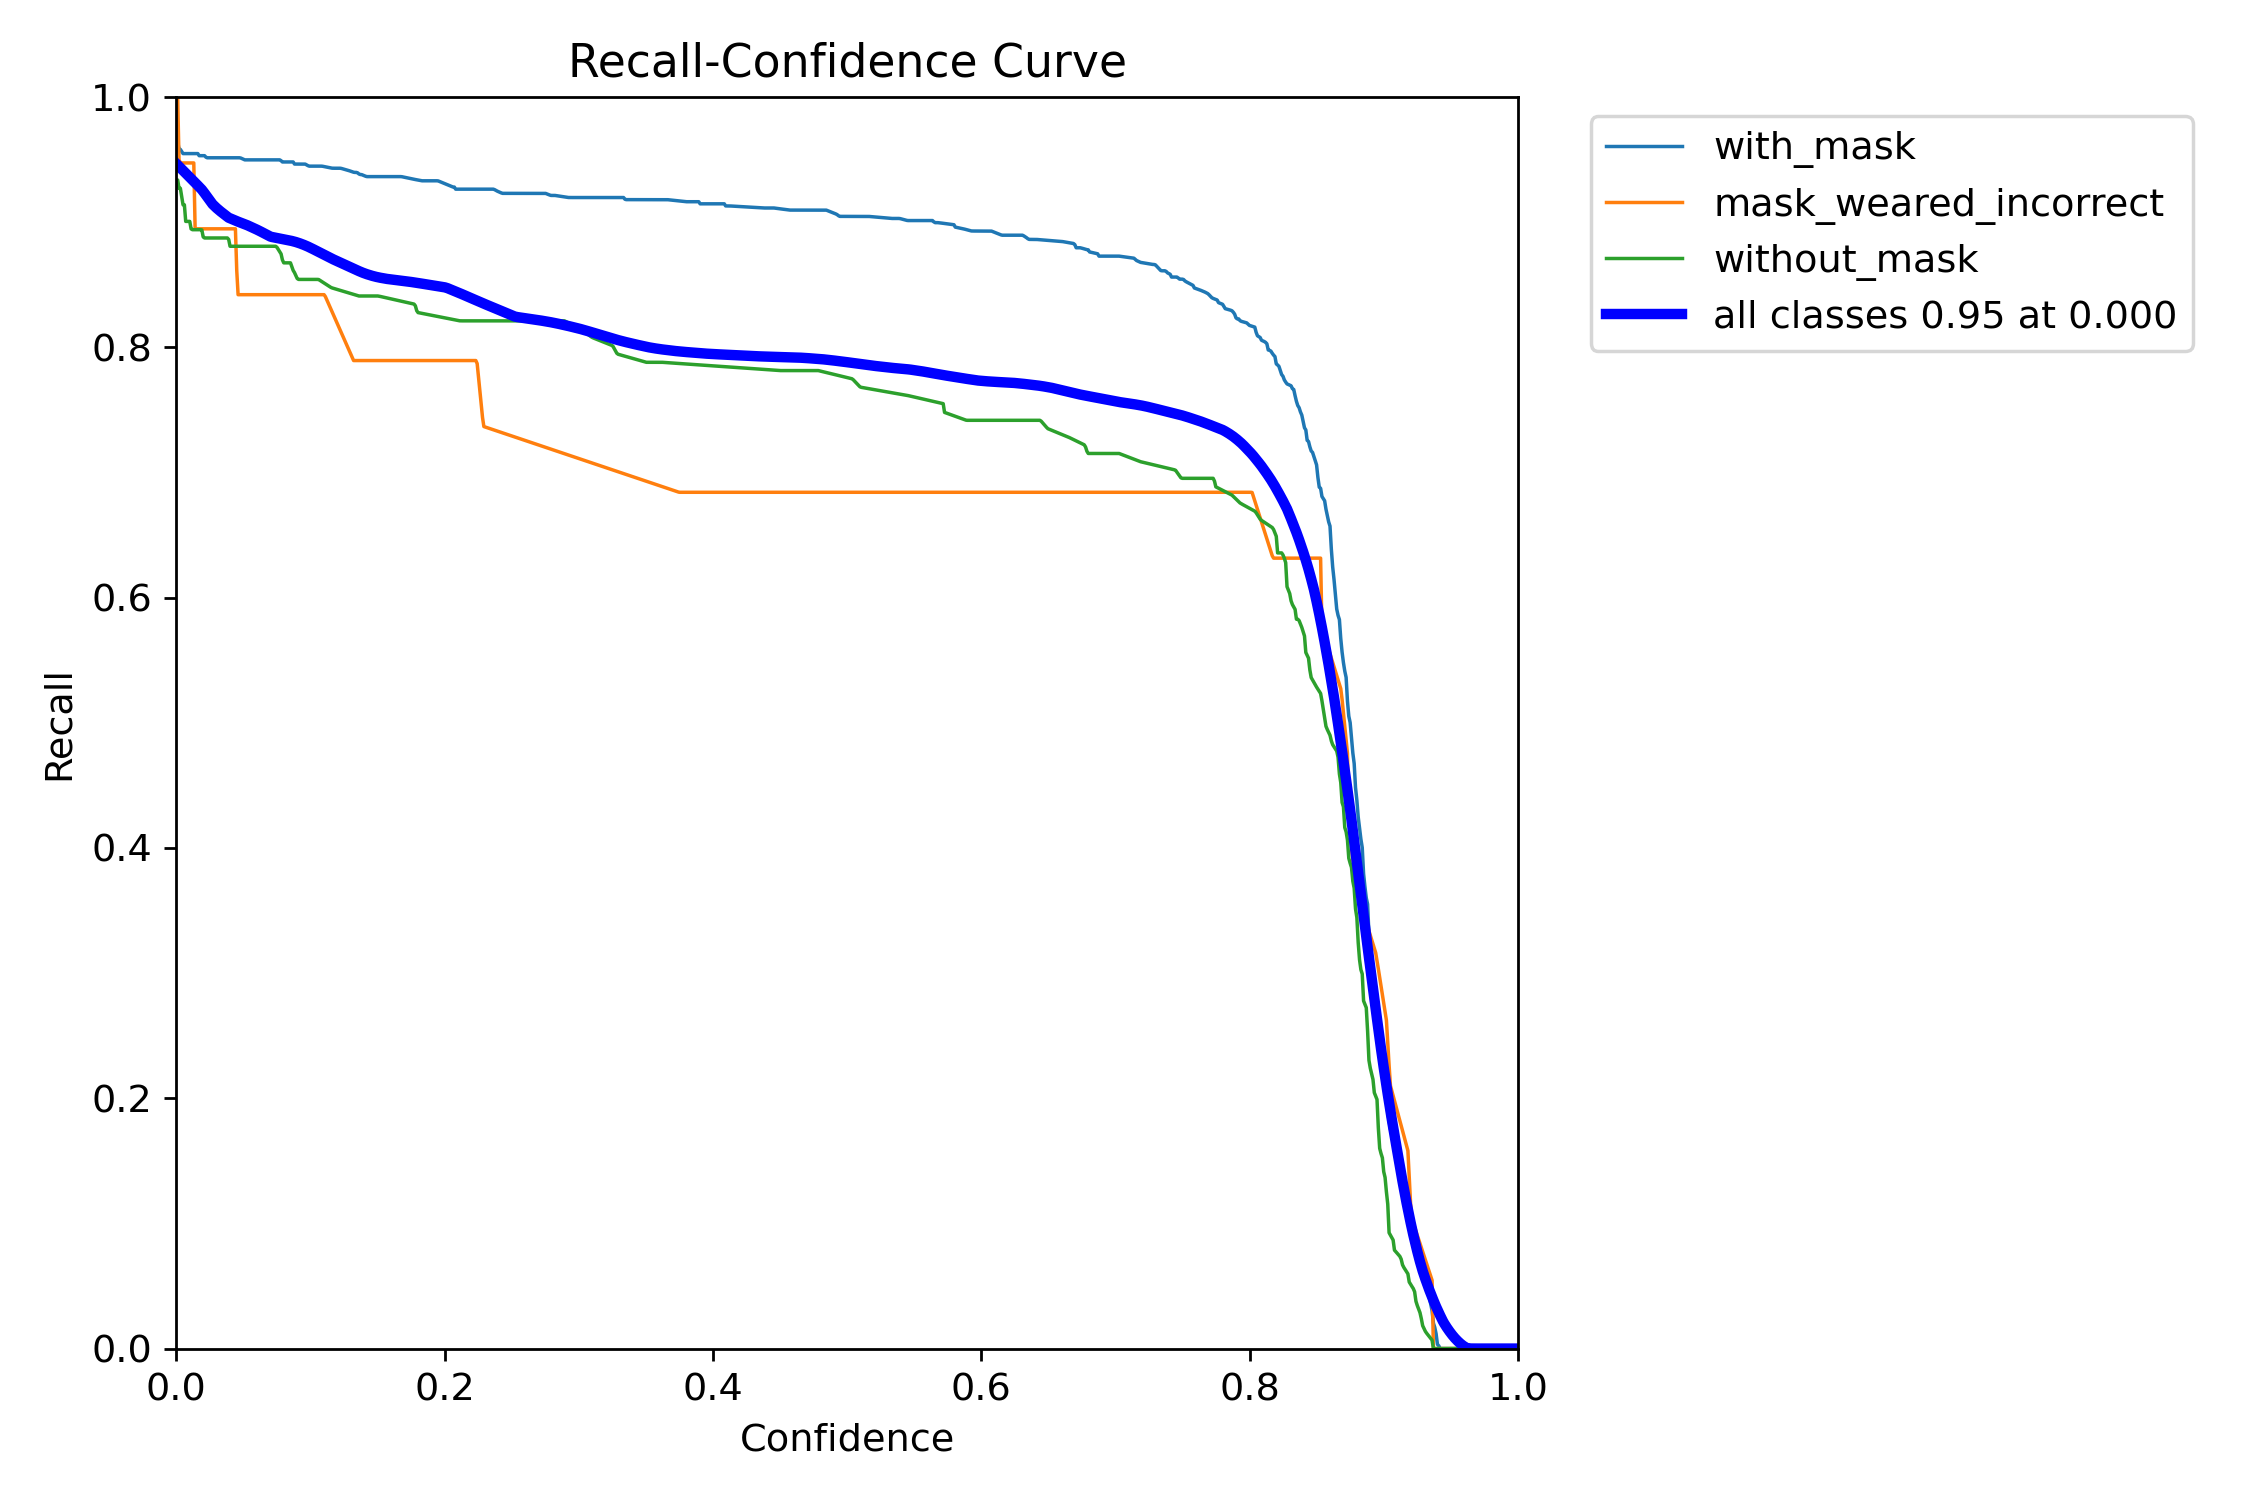 Recall-Confidence Curve
1.0
0.8
0.6
0.4
0.2
0.0
Recall
0.0 0.2 0.4 0.6 0.8 1.0
Confidence
with_mask
mask_weared_incorrect
without_mask
all classes 0.95 at 0.000